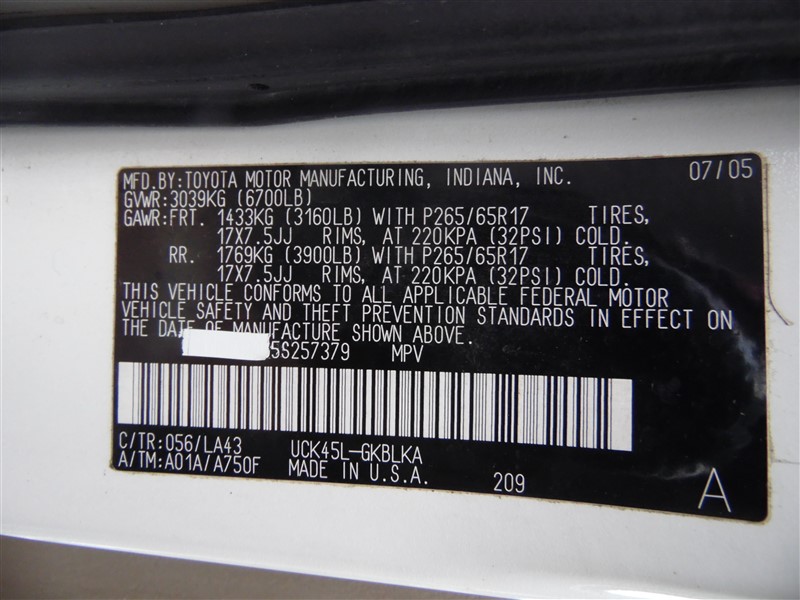 MFD.BY:TOYOTA MOTOR MANUFACTURING, INDIANA, INC. 07/05
GVWR:3039KG (6700LB)
GAWR:FRT. 1433KG (3160LB) WITH P265/65R17 TIRES,
17X7.5JJ RIMS, AT 220KPA (32PSI) COLD.
RR. 1769KG (3900LB) WITH P265/65R17 TIRES,
17X7.5JJ RIMS, AT 220KPA (32PSI) COLD.
THIS VEHICLE CONFORMS TO ALL APPLICABLE FEDERAL MOTOR
VEHICLE SAFETY AND THEFT PREVENTION STANDARDS IN EFFECT ON
THE DATE OF MANUFACTURE SHOWN ABOVE.
5S257379 MPV
C/TR:056/LA43 UCK45L-GKBLKA
A/TM:A01A/A750F MADE IN U.S.A. 209 A